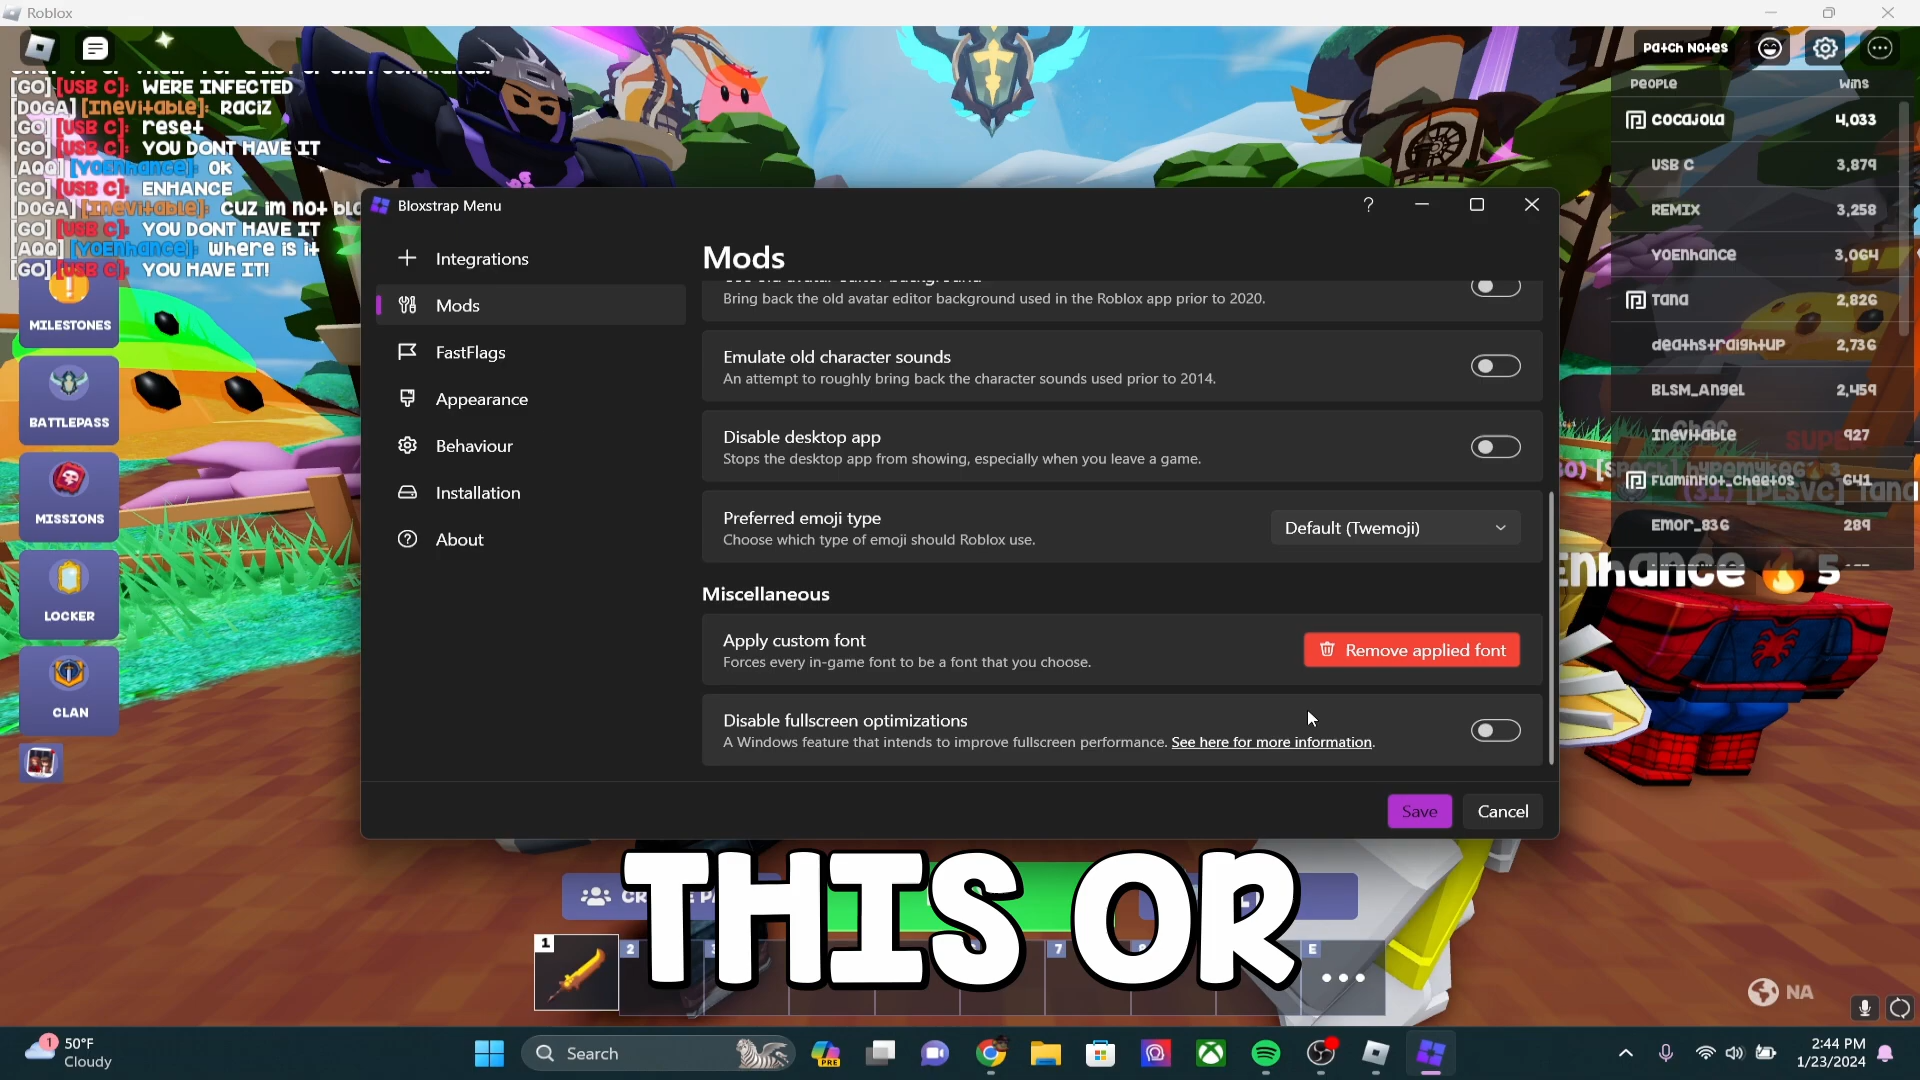 Roblox
[GO] [USB C]: WERE INFECTED
[DOGA] [Inevitable]: Raciz
[GO] [USB C]: reset
[GO] [USB C]: YOU DONT HAVE IT
[AQQ] [YoEnhance]: Ok
[GO] [USB C]: ENHANCE
[DOGA] [Inevitable]: cuz im not blo
[GO] [USB C]: YOU DONT HAVE IT
[AQQ] [YoEnhance]: Where is it
[GO] [USB C]: YOU HAVE IT!
MILESTONES
BATTLEPASS
MISSIONS
LOCKER
CLAN
Bloxstrap Menu
Integrations
Mods
FastFlags
Appearance
Behaviour
Installation
About
Mods
Bring back the old avatar editor background used in the Roblox app prior to 2020.
Emulate old character sounds
An attempt to roughly bring back the character sounds used prior to 2014.
Disable desktop app
Stops the desktop app from showing, especially when you leave a game.
Preferred emoji type
Choose which type of emoji should Roblox use.
Default (Twemoji)
Miscellaneous
Apply custom font
Forces every in-game font to be a font that you choose.
Remove applied font
Disable fullscreen optimizations
A Windows feature that intends to improve fullscreen performance. See here for more information.
Save
Cancel
Patch Notes
People Wins
cocajola 4,033
USB C 3,879
REMIX 3,258
YoEnhance 3,064
Tana 2,826
deathstraightup 2,736
BLSM_Angel 2,459
Inevitable 927
FlaminHot_Cheetos 641
Emor_836 289
Enhance 🔥 5
THIS OR
1 2 3 7 8 E
NA
1
50°F
Cloudy
Search
PRE
2:44 PM
1/23/2024